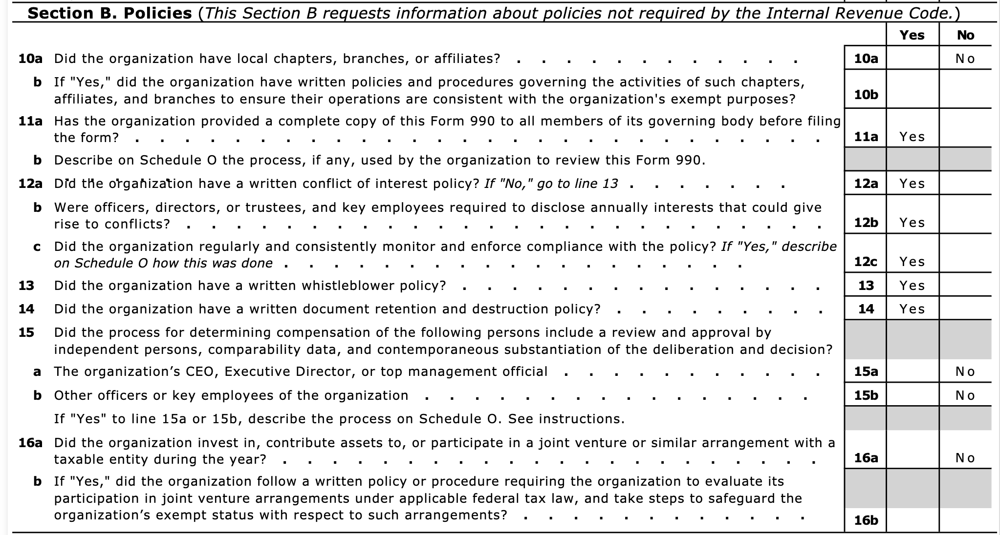 Section B. Policies (This Section B requests information about policies not required by the Internal Revenue Code.)
Yes No
10a Did the organization have local chapters, branches, or affiliates? . . . . . . . . . . . . 10a No
b If "Yes," did the organization have written policies and procedures governing the activities of such chapters,
affiliates, and branches to ensure their operations are consistent with the organization's exempt purposes? 10b
11a Has the organization provided a complete copy of this Form 990 to all members of its governing body before filing
the form? . . . . . . . . . . . . . . . . . . . . . . . . . . . . 11a Yes
b Describe on Schedule O the process, if any, used by the organization to review this Form 990.
12a Did the organization have a written conflict of interest policy? If "No," go to line 13 . . . . . . . 12a Yes
b Were officers, directors, or trustees, and key employees required to disclose annually interests that could give
rise to conflicts? . . . . . . . . . . . . . . . . . . . . . . . . . . 12b Yes
c Did the organization regularly and consistently monitor and enforce compliance with the policy? If "Yes," describe
on Schedule O how this was done . . . . . . . . . . . . . . . . . . . 12c Yes
13 Did the organization have a written whistleblower policy? . . . . . . . . . . . . . . . 13 Yes
14 Did the organization have a written document retention and destruction policy? . . . . . . . . . 14 Yes
15 Did the process for determining compensation of the following persons include a review and approval by
independent persons, comparability data, and contemporaneous substantiation of the deliberation and decision?
a The organization’s CEO, Executive Director, or top management official . . . . . . . . . . . 15a No
b Other officers or key employees of the organization . . . . . . . . . . . . . . . . 15b No
If "Yes" to line 15a or 15b, describe the process on Schedule O. See instructions.
16a Did the organization invest in, contribute assets to, or participate in a joint venture or similar arrangement with a
taxable entity during the year? . . . . . . . . . . . . . . . . . . . . . . 16a No
b If "Yes," did the organization follow a written policy or procedure requiring the organization to evaluate its
participation in joint venture arrangements under applicable federal tax law, and take steps to safeguard the
organization’s exempt status with respect to such arrangements? . . . . . . . . . . . . 16b